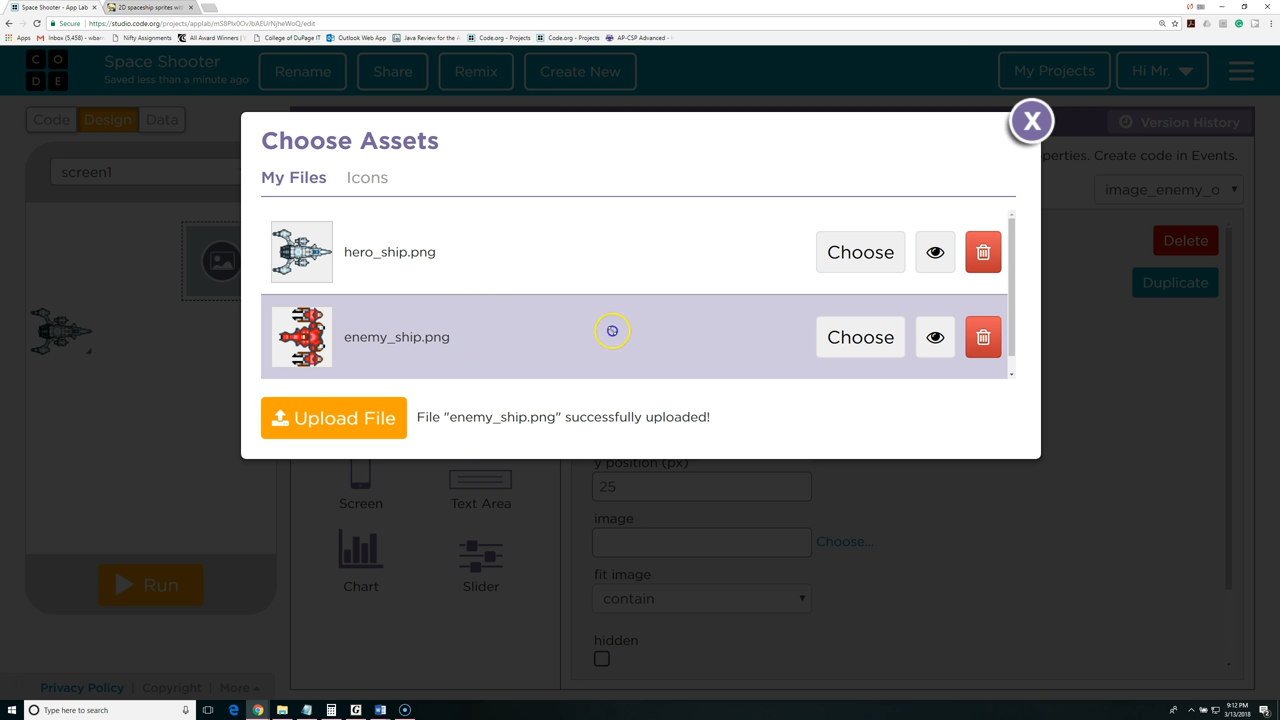 Space Shooter - App Lab
2D spaceship sprites wit
Secure
https://studio.code.org/projects/applab/mS8Plx0OvJbAEUrNjheWoQ/edit
Apps
Inbox (5,458) - wbarn
Nifty Assignments
All Award Winners |
College of DuPage IT
Outlook Web App
Java Review for the A
Code.org - Projects
Code.org - Projects
AP-CSP Advanced -
CODE
Space Shooter
Saved less than a minute ago
Rename
Share
Remix
Create New
My Projects
Hi Mr.
Code
Design
Data
Version History
screen1
operties. Create code in Events.
image_enemy_o
Delete
Duplicate
Choose Assets
X
My Files
Icons
hero_ship.png
Choose
enemy_ship.png
Choose
Upload File
File "enemy_ship.png" successfully uploaded!
Screen
Text Area
Chart
Slider
y position (px)
25
image
Choose...
fit image
contain
hidden
Run
Privacy Policy | Copyright | More
Type here to search
9:12 PM
3/13/2018